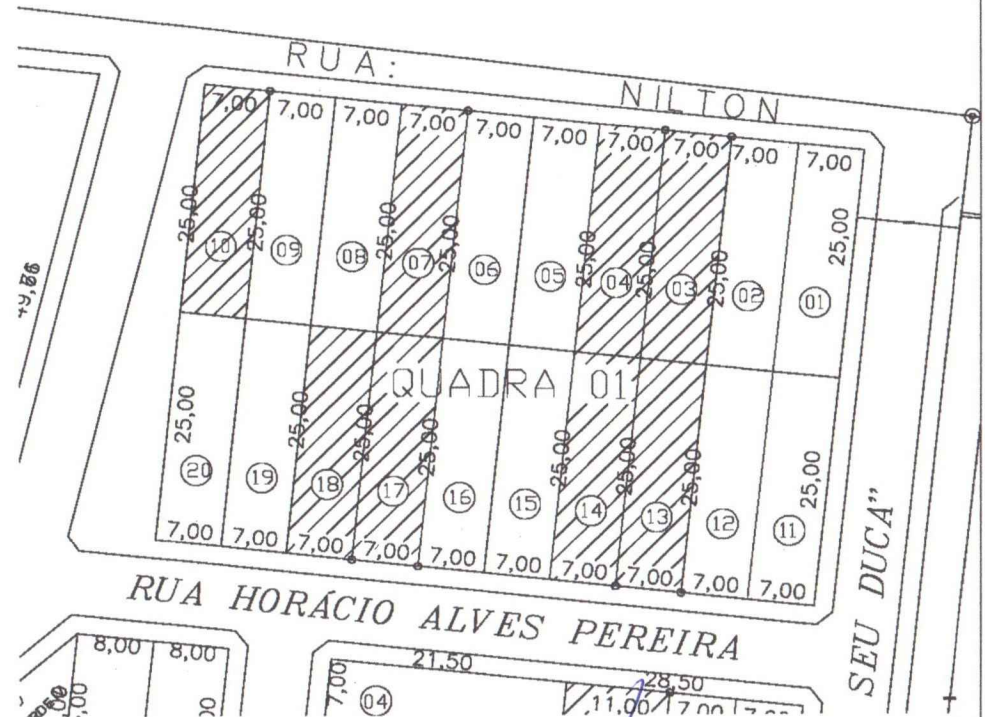 RUA: NILTON
7,00 7,00 7,00 7,00 7,00 7,00 7,00 7,00 7,00 7,00
25,00 25,00 25,00 25,00 25,00 25,00 25,00 25,00
10 09 08 07 06 05 04 03 02 01
49,86
QUADRA 01
25,00 25,00 25,00 25,00 25,00 25,00 25,00 25,00
20 19 18 17 16 15 14 13 12 11
7,00 7,00 7,00 7,00 7,00 7,00 7,00 7,00 7,00 7,00
RUA HORÁCIO ALVES PEREIRA
SEU DUCA”
8,00 8,00
21,50
28,50
7,00
04
11,00 7,00